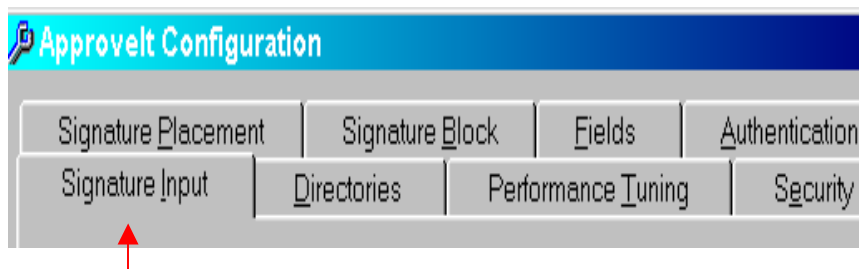 ApproveIt Configuration
Signature Placement Signature Block Fields Authentication
Signature Input Directories Performance Tuning Security